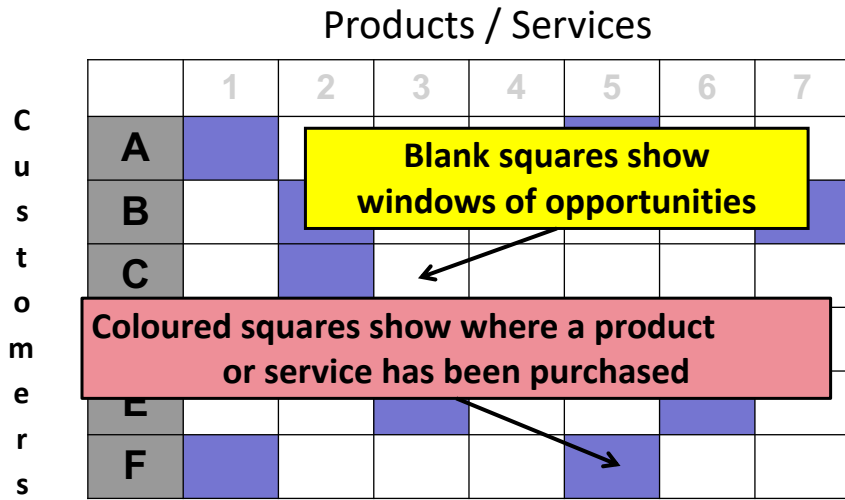 Products / Services
1 2 3 4 5 6 7
Customers
A
Blank squares show
windows of opportunities
B
C
Coloured squares show where a product
or service has been purchased
E
F